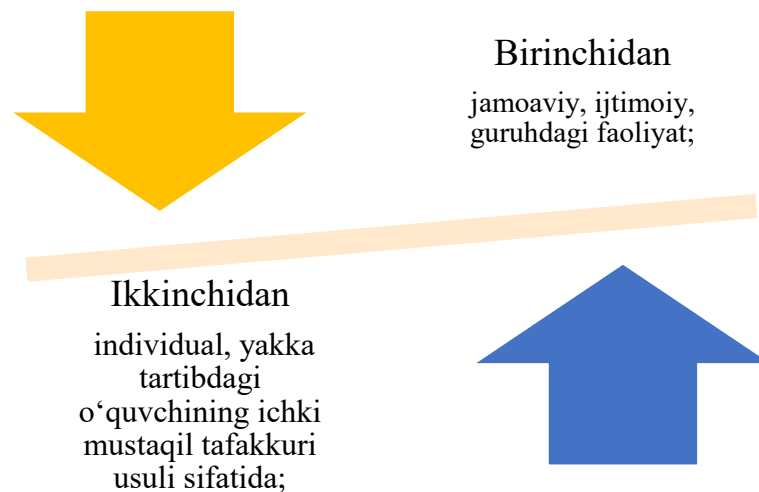 Birinchidan
jamoaviy, ijtimoiy,
guruhdagi faoliyat;
Ikkinchidan
individual, yakka
tartibdagi
o‘quvchining ichki
mustaqil tafakkuri
usuli sifatida;